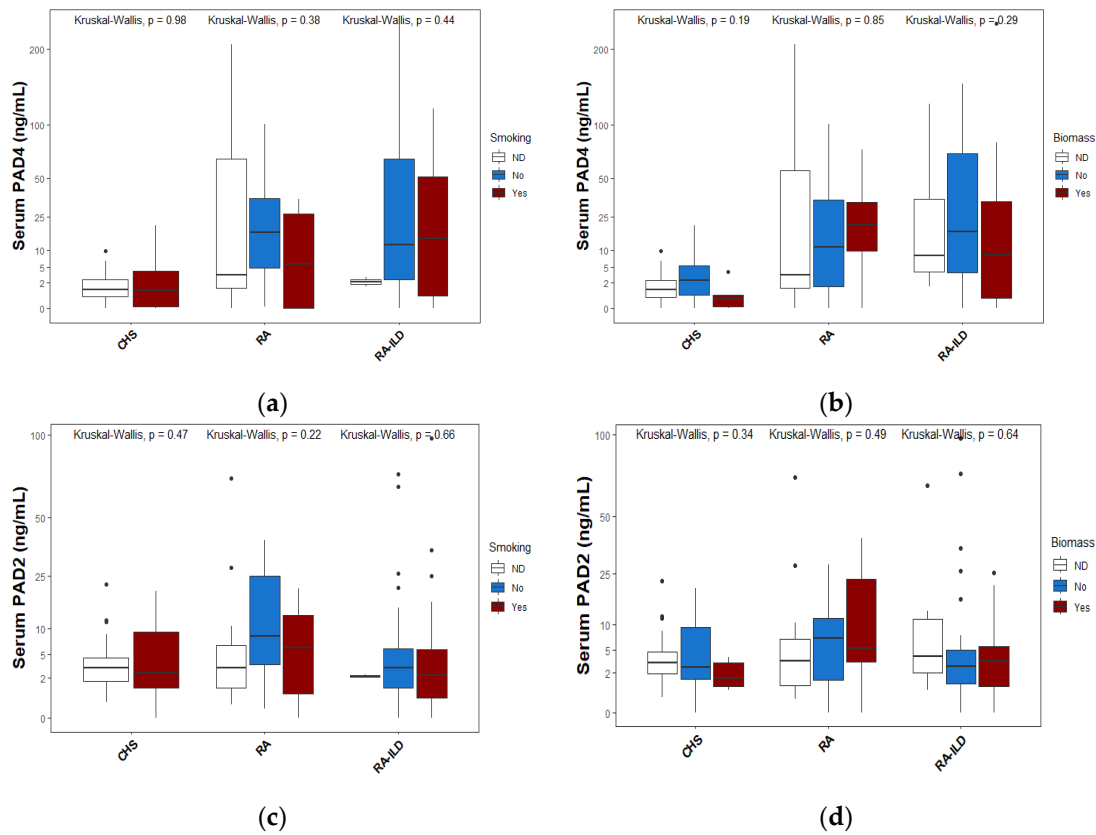 Kruskal-Wallis, p = 0.98 Kruskal-Wallis, p = 0.38 Kruskal-Wallis, p = 0.44
Serum PAD4 (ng/mL)
200
100
50
25
10
5
2
0
CHS RA RA-ILD
Smoking
ND
No
Yes
(a)
Kruskal-Wallis, p = 0.19 Kruskal-Wallis, p = 0.85 Kruskal-Wallis, p = 0.29
Serum PAD4 (ng/mL)
200
100
50
25
10
5
2
0
CHS RA RA-ILD
Biomass
ND
No
Yes
(b)
Kruskal-Wallis, p = 0.47 Kruskal-Wallis, p = 0.22 Kruskal-Wallis, p = 0.66
Serum PAD2 (ng/mL)
100
50
25
10
5
2
0
CHS RA RA-ILD
Smoking
ND
No
Yes
(c)
Kruskal-Wallis, p = 0.34 Kruskal-Wallis, p = 0.49 Kruskal-Wallis, p = 0.64
Serum PAD2 (ng/mL)
100
50
25
10
5
2
0
CHS RA RA-ILD
Biomass
ND
No
Yes
(d)